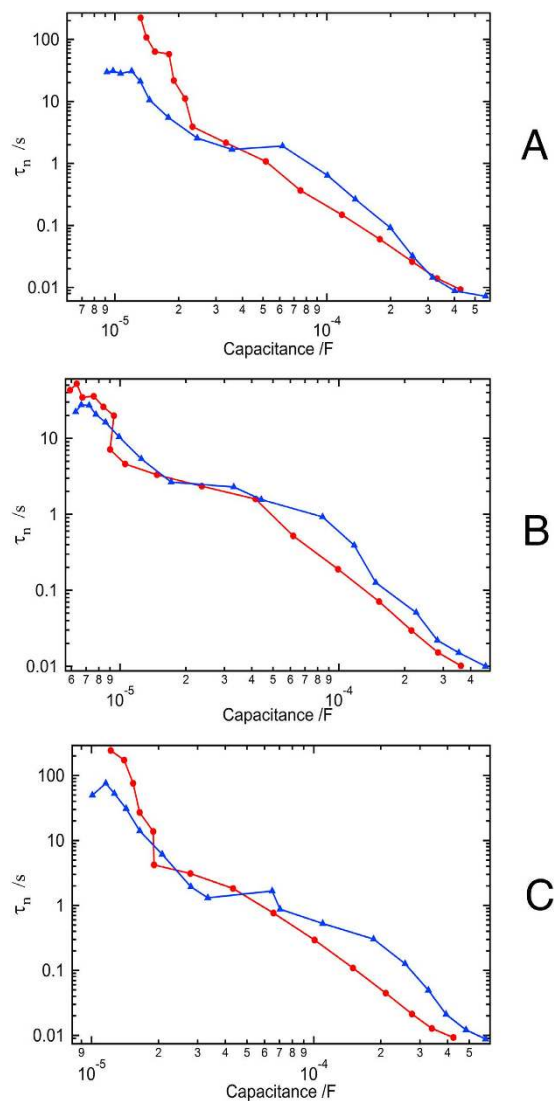 100
10
1
0.1
0.01
τn /s
A
7 8 9 2 3 4 5 6 7 8 9 2 3 4 5
10-5 10-4
Capacitance /F
10
1
0.1
0.01
τn /s
B
6 7 8 9 2 3 4 5 6 7 8 9 2 3 4
10-5 10-4
Capacitance /F
100
10
1
0.1
0.01
τn /s
C
9 2 3 4 5 6 7 8 9 2 3 4 5
10-5 10-4
Capacitance /F